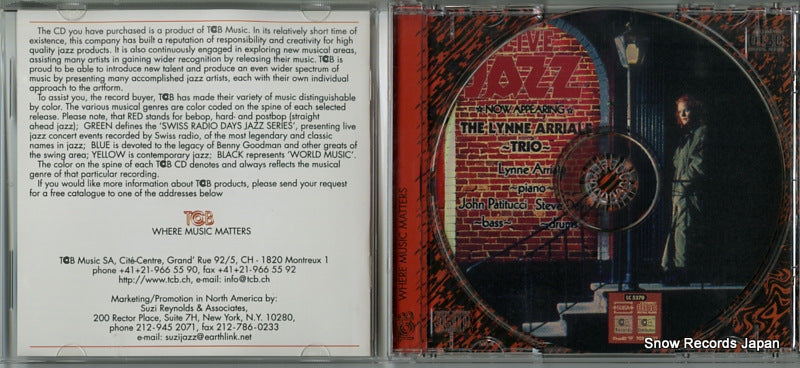 The CD you have purchased is a product of TCB Music. In its relatively short time of
existence, this company has built a reputation of responsibility and creativity for high
quality jazz products. It is also continuously engaged in exploring new musical areas,
assisting many artists in gaining wider recognition by releasing their music. TCB is
proud to be able to introduce new talent and produce an even wider spectrum of
music by presenting many accomplished jazz artists, each with their own individual
approach to the artform.
To assist you, the record buyer, TCB has made their variety of music distinguishable
by color. The various musical genres are color coded on the spine of each selected
release. Please note, that RED stands for bebop, hard- and postbop (straight
ahead jazz); GREEN defines the 'SWISS RADIO DAYS JAZZ SERIES', presenting live
jazz concert events recorded by Swiss radio, of the most legendary and classic
names in jazz; BLUE is devoted to the legacy of Benny Goodman and other greats of
the swing area; YELLOW is contemporary jazz; BLACK represents 'WORLD MUSIC'.
The color on the spine of each TCB CD denotes and always reflects the musical
genre of that particular recording.
If you would like more information about TCB products, please send your request
for a free catalogue to one of the addresses below
TCB
WHERE MUSIC MATTERS
TCB Music SA, Cité-Centre, Grand' Rue 92/5, CH - 1820 Montreux 1
phone +41+21-966 55 90, fax +41+21-966 55 92
http://www.tcb.ch, e-mail: info@tcb.ch
Marketing/Promotion in North America by:
Suzi Reynolds & Associates,
200 Rector Place, Suite 7H, New York, N.Y. 10280,
phone 212-945 2071, fax 212-786-0233
e-mail: suzijazz@earthlink.net
TCB WHERE MUSIC MATTERS
LIVE
JAZZ
NOW APPEARING
THE LYNNE ARRIALE
~TRIO~
Lynne
~piano~
John Patitucci Steve
~bass~ ~drums
LC 5370
Snow Records Japan